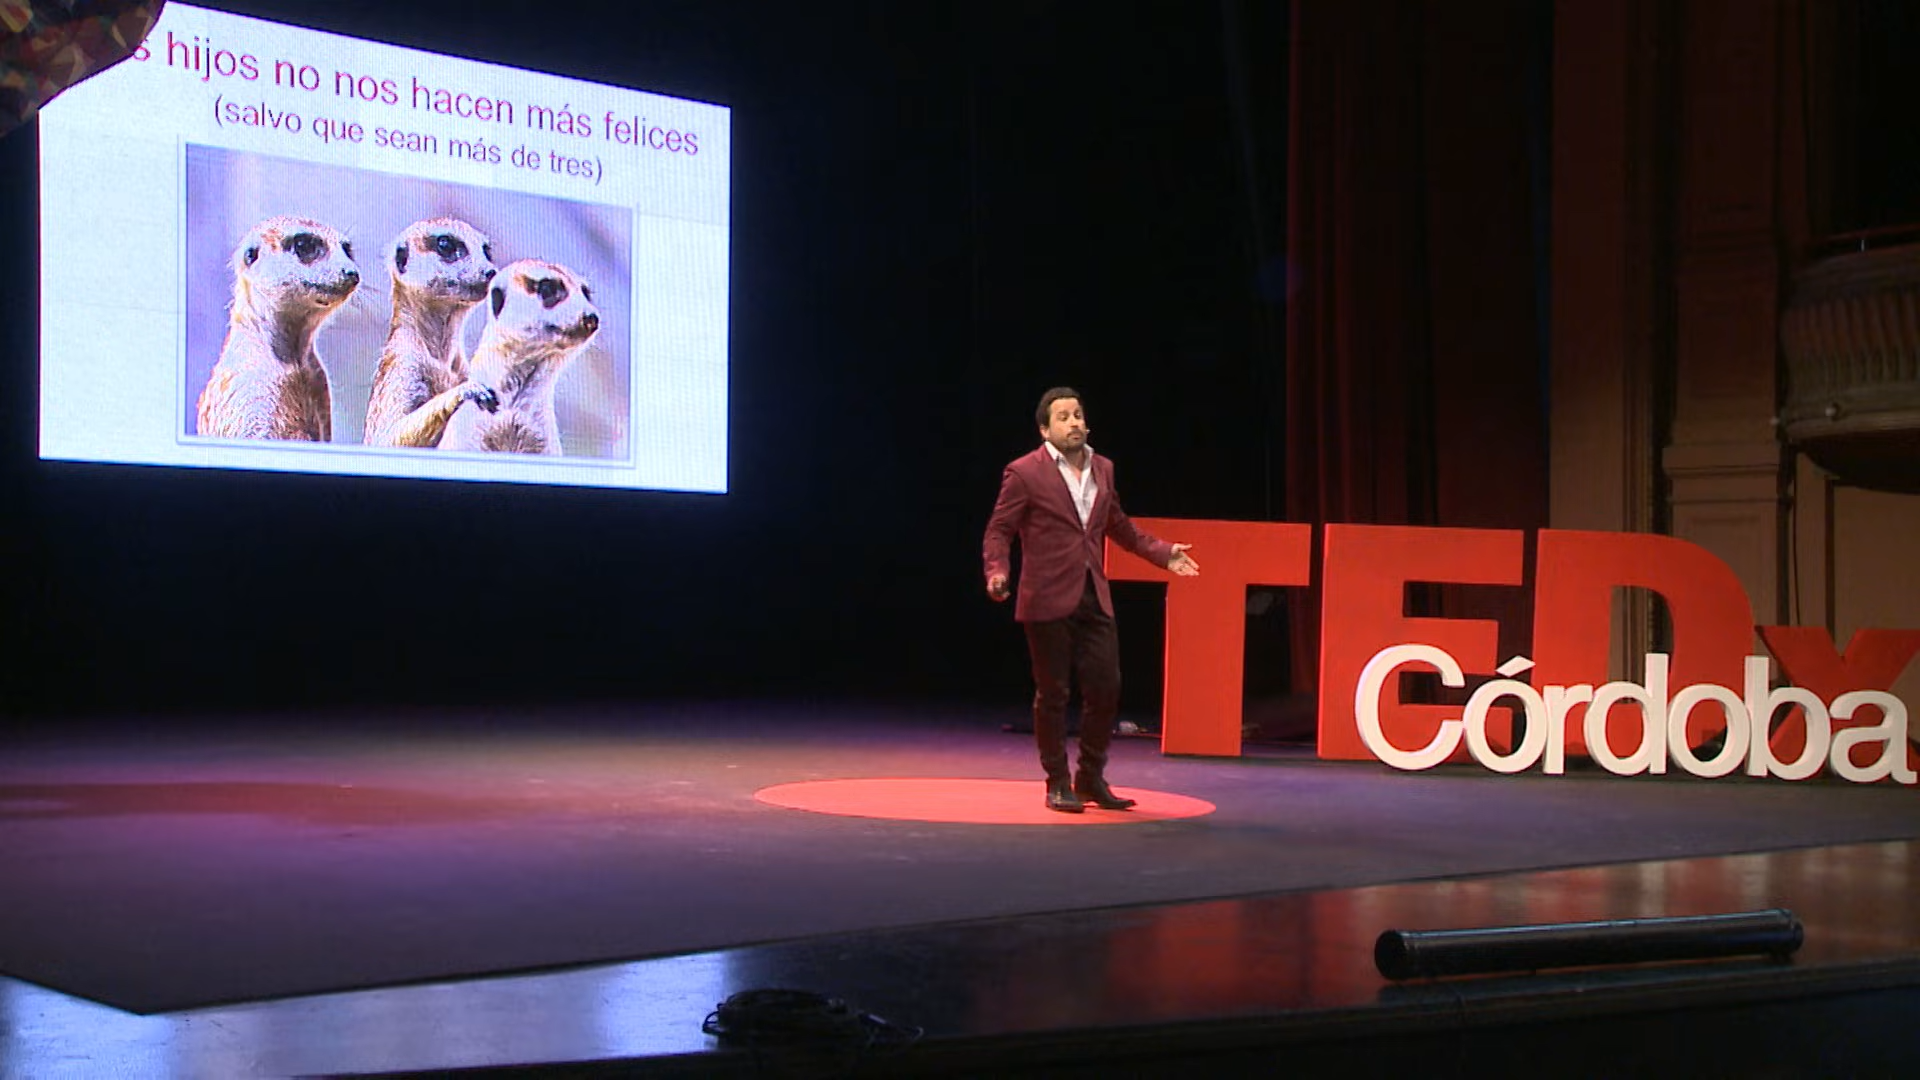 hijos no nos hacen más felices
(salvo que sean más de tres)
TEDx
Córdoba